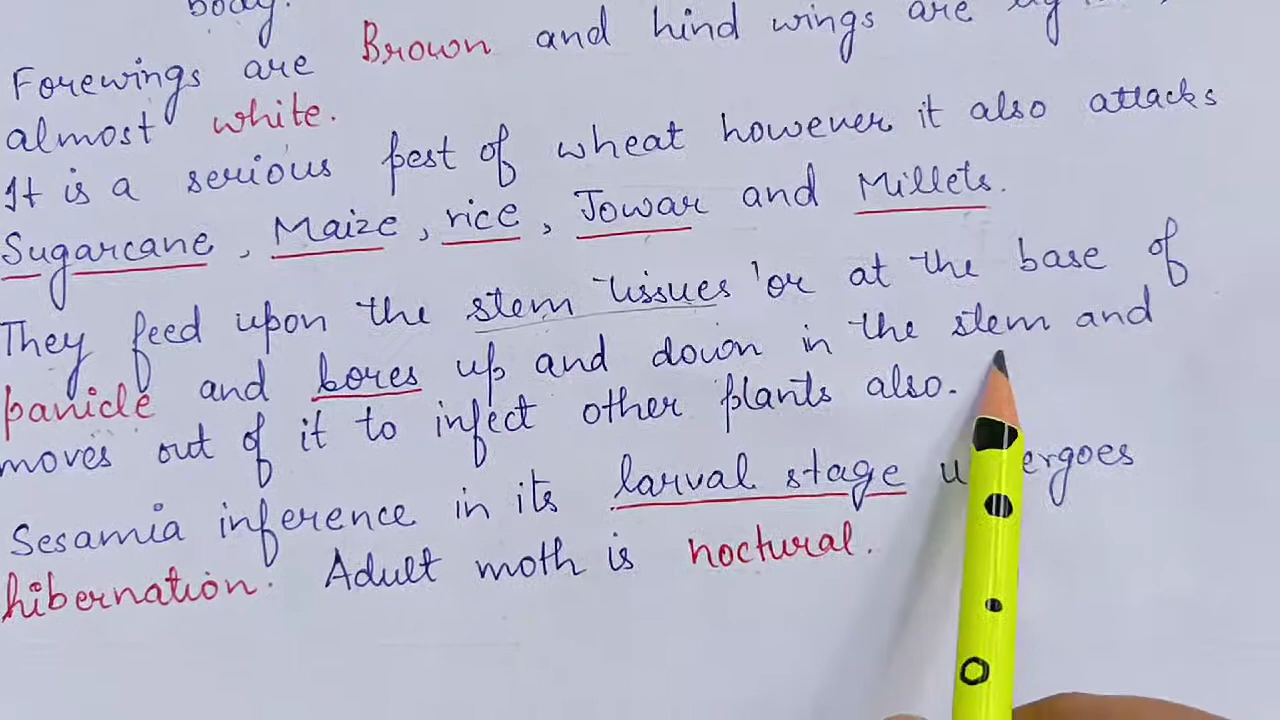 body.
Forewings are Brown and hind wings are
almost white.
It is a serious pest of wheat however it also attacks
Sugarcane, Maize, rice, Jowar and Millets.
They feed upon the stem tissues or at the base of
panicle and bores up and down in the stem and
moves out of it to infect other plants also.
Sesamia inference in its larval stage undergoes
hibernation. Adult moth is noctural.